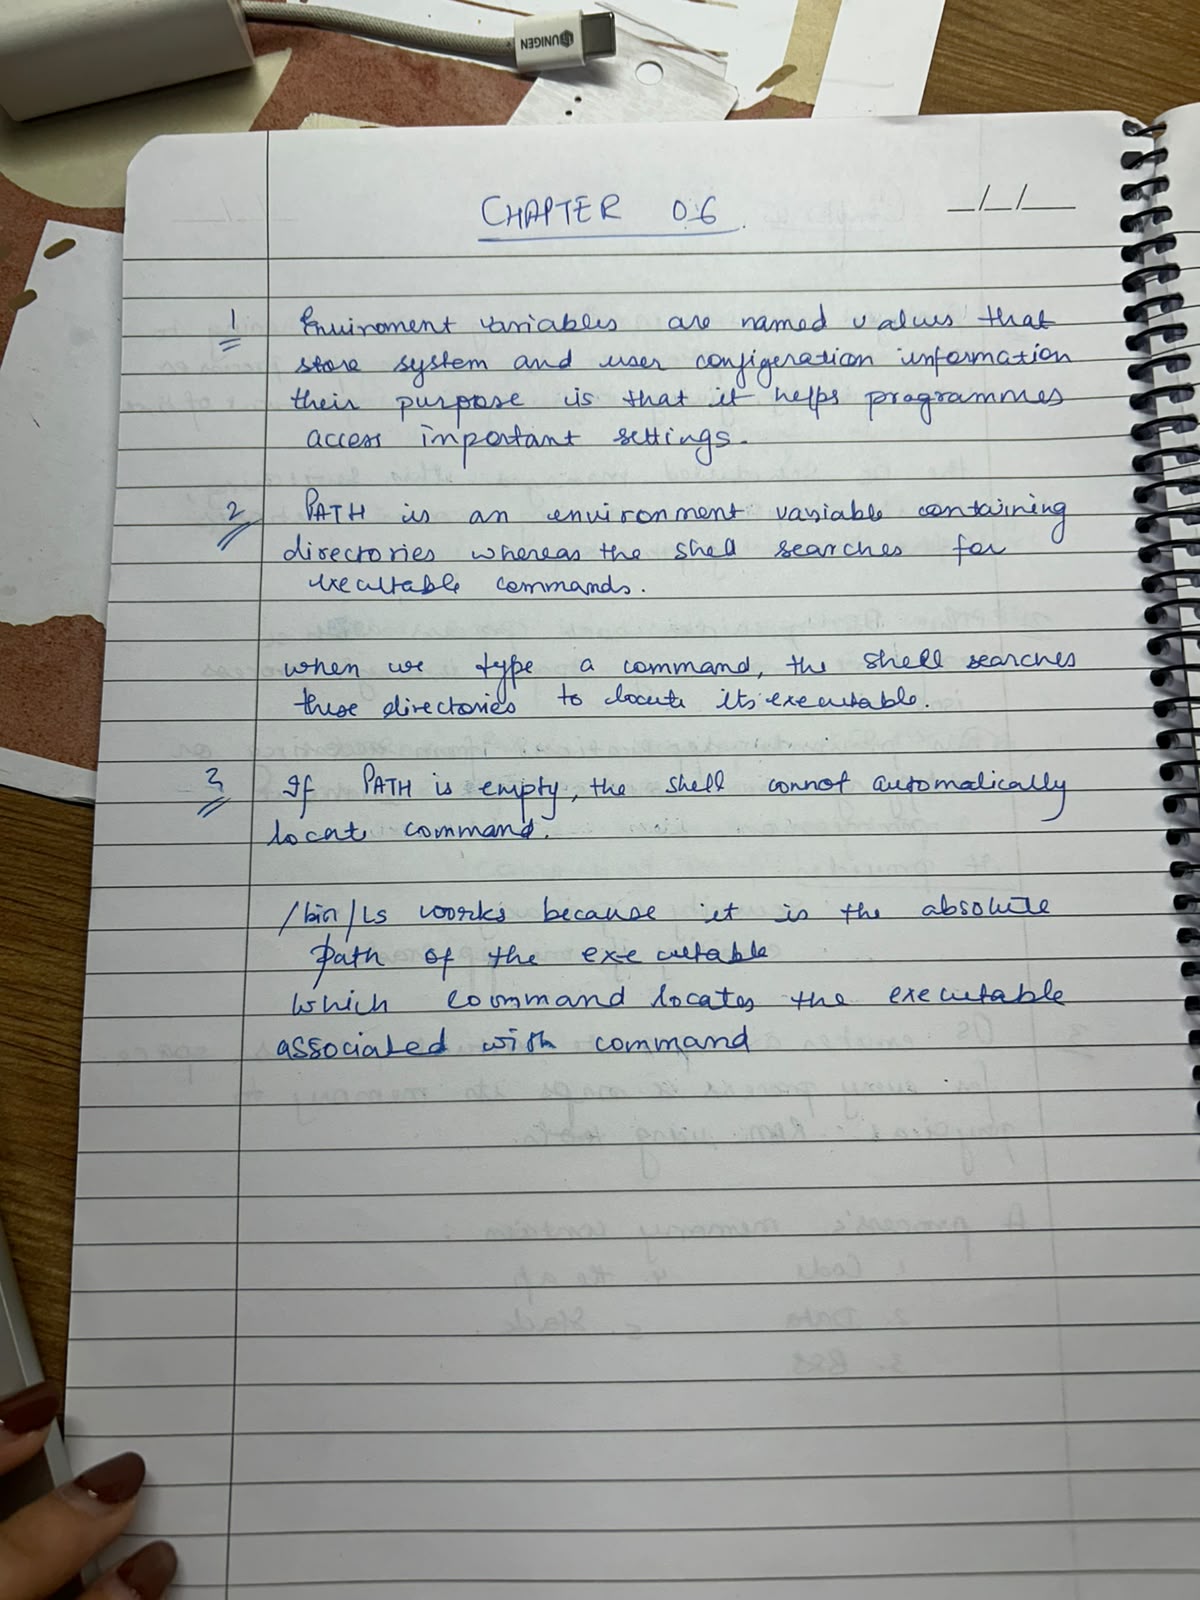 UNIGEN
CHAPTER 06
_/_/__
1 Enviroment variables are named values that
store system and user configeration information
their purpose is that it helps programmes
access important settings.
2 PATH is an environment variable containing
directories whereas the shell searches for
executable commands.
when we type a command, the shell searches
these directories to locate its executable.
3 If PATH is empty, the shell cannot automatically
locate command.
/bin/ls works because it is the absolute
path of the executable
which command locates the executable
associated with command